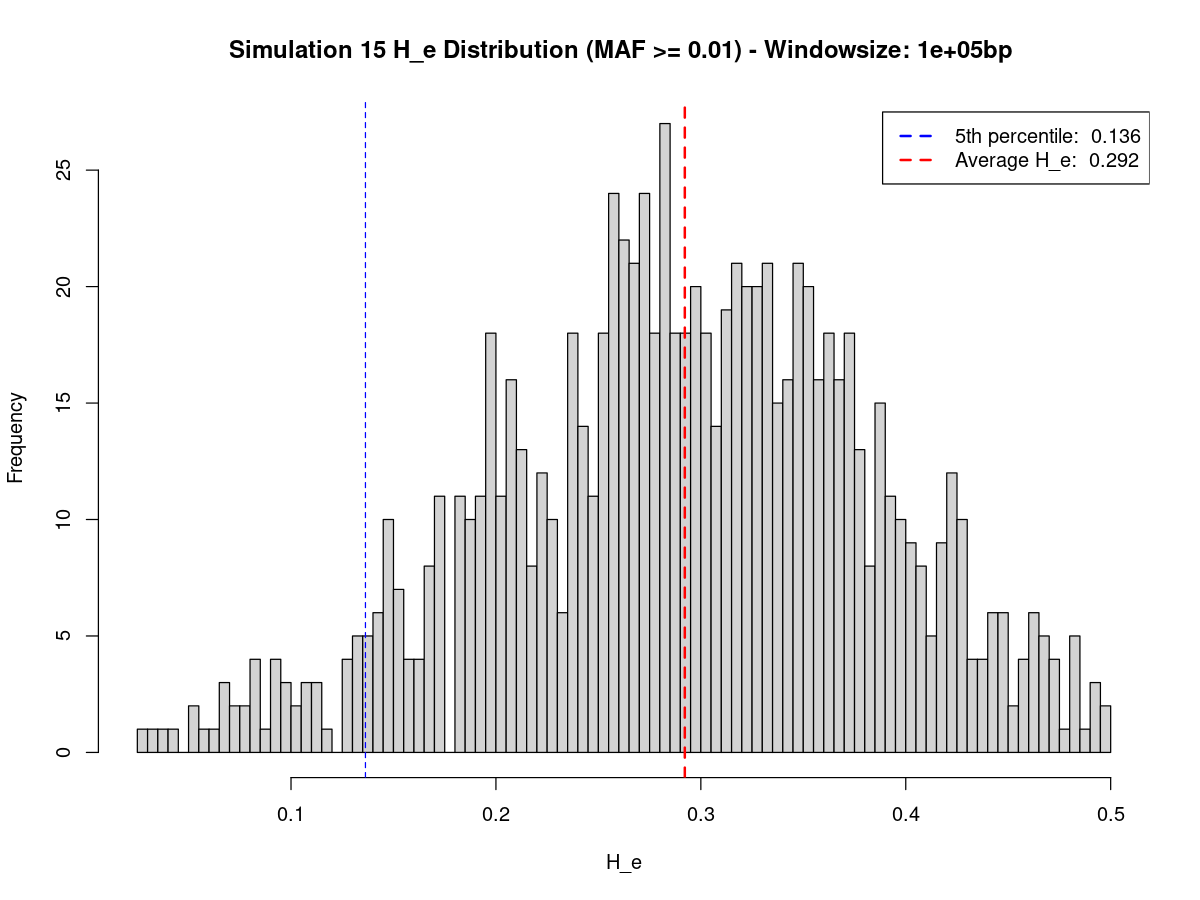 Simulation 15 H_e Distribution (MAF >= 0.01) - Windowsize: 1e+05bp
5th percentile: 0.136
Average H_e: 0.292
Frequency
25
20
15
10
5
0
0.1 0.2 0.3 0.4 0.5
H_e